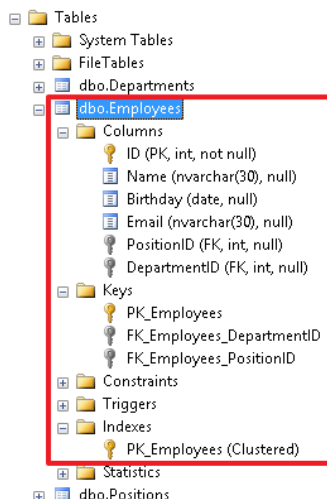 Tables
System Tables
FileTables
dbo.Departments
dbo.Employees
Columns
ID (PK, int, not null)
Name (nvarchar(30), null)
Birthday (date, null)
Email (nvarchar(30), null)
PositionID (FK, int, null)
DepartmentID (FK, int, null)
Keys
PK_Employees
FK_Employees_DepartmentID
FK_Employees_PositionID
Constraints
Triggers
Indexes
PK_Employees (Clustered)
Statistics
dbo.Positions